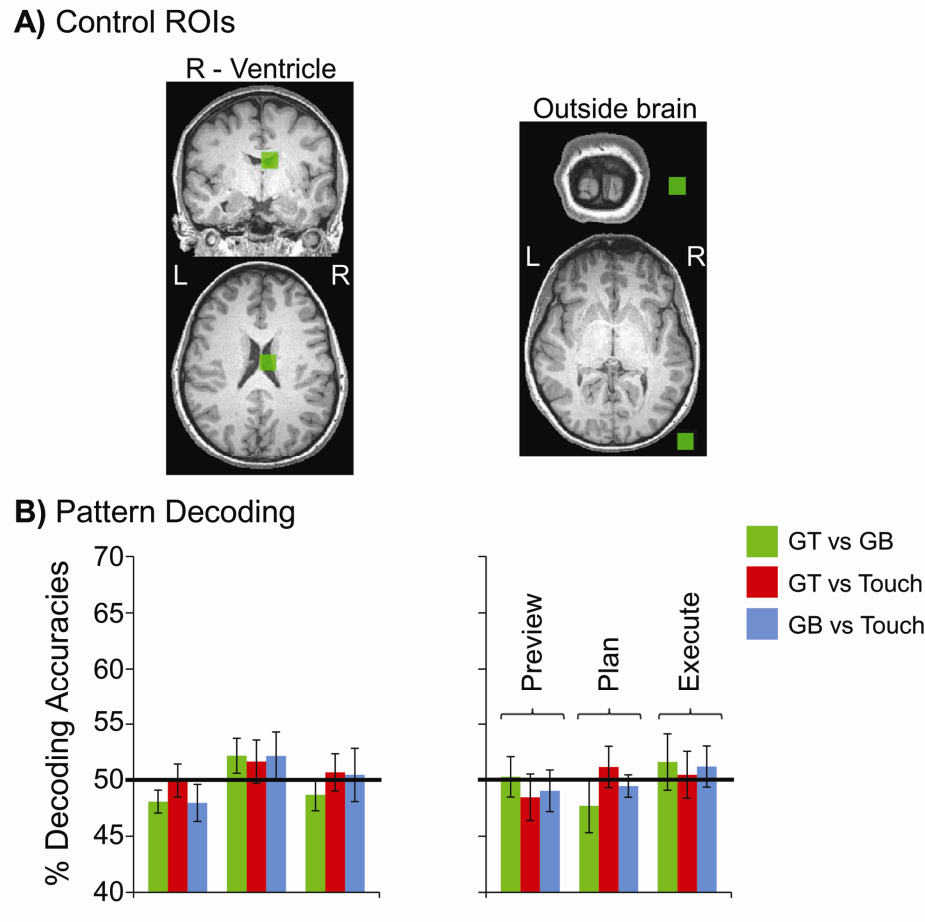 A) Control ROIs
R - Ventricle
Outside brain
L
R
L
R
B) Pattern Decoding
% Decoding Accuracies
70
65
60
55
50
45
40
Preview
Plan
Execute
GT vs GB
GT vs Touch
GB vs Touch